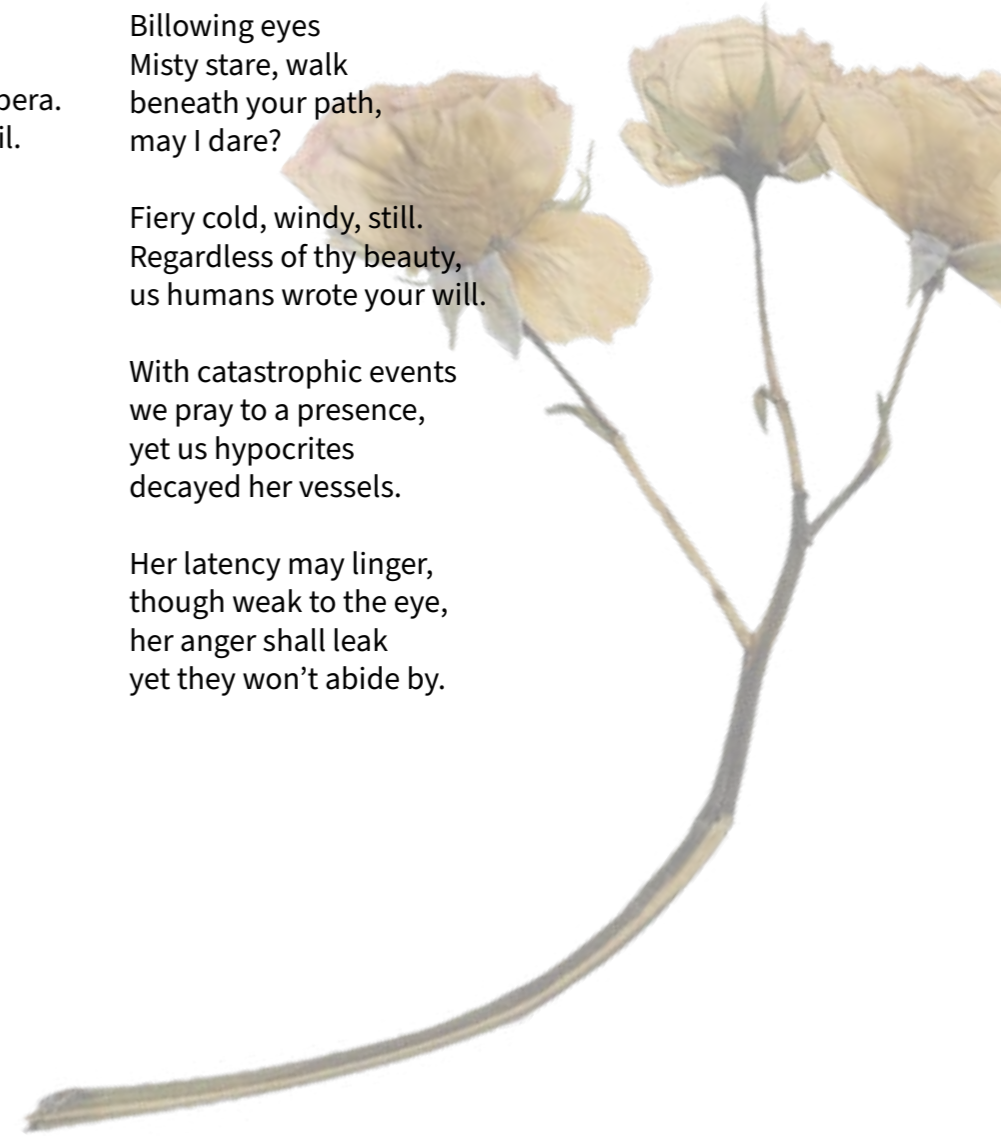 Billowing eyes
Misty stare, walk
beneath your path,
may I dare?
Fiery cold, windy, still.
Regardless of thy beauty,
us humans wrote your will.
With catastrophic events
we pray to a presence,
yet us hypocrites
decayed her vessels.
Her latency may linger,
though weak to the eye,
her anger shall leak
yet they won’t abide by.